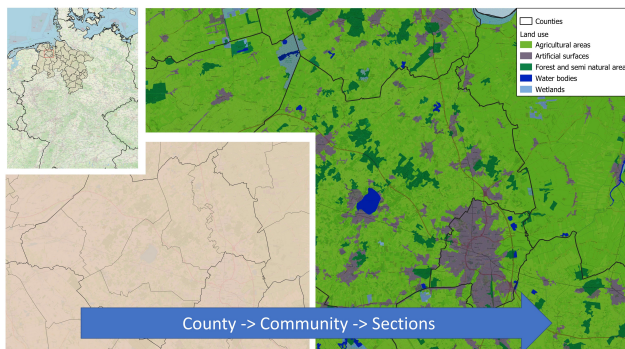 Counties
Land use
Agricultural areas
Artificial surfaces
Forest and semi natural area
Water bodies
Wetlands
County -> Community -> Sections